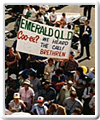 EMERALD QLD.
Coo-ee? WE HEARD
THE CALL!
BRETHREN